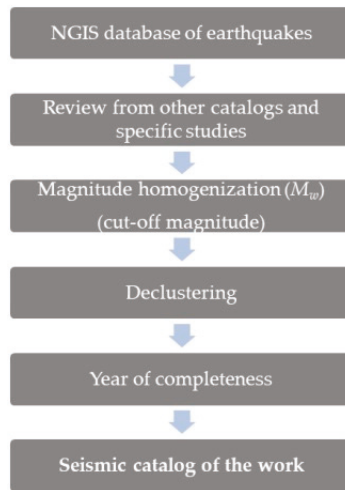 NGIS database of earthquakes
Review from other catalogs and
specific studies
Magnitude homogenization (Mw)
(cut-off magnitude)
Declustering
Year of completeness
Seismic catalog of the work